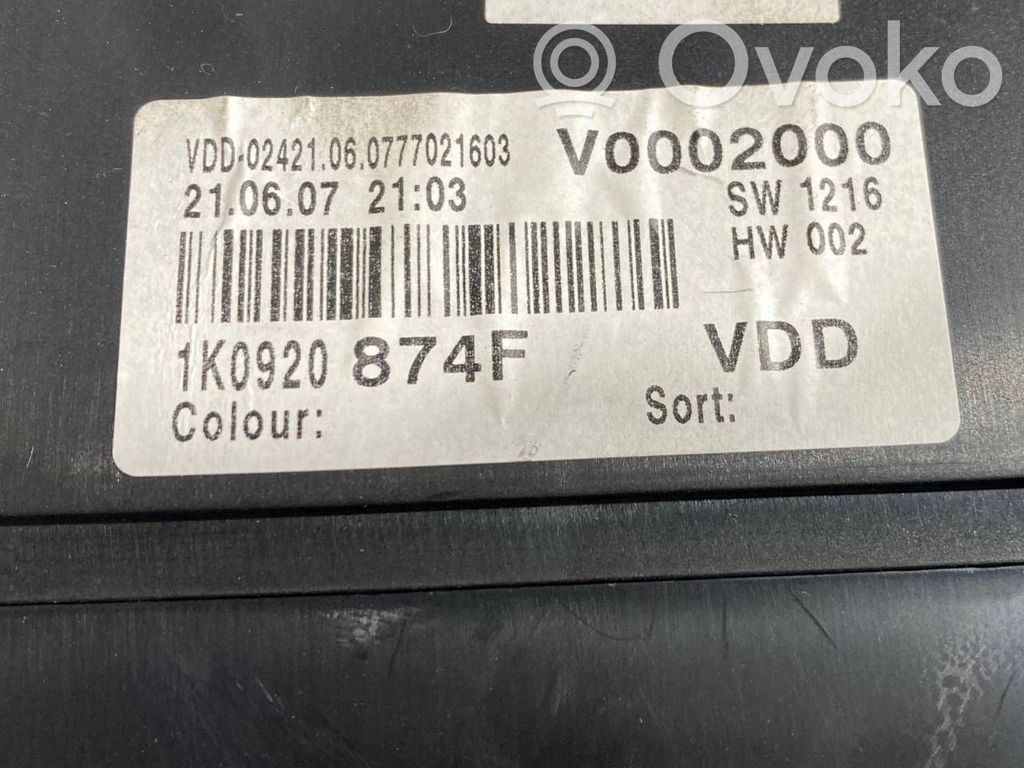 Ovoko
VDD-02421.06.0777021603 V0002000
21.06.07 21:03 SW 1216
HW 002
1K0920 874F VDD
Colour: Sort: